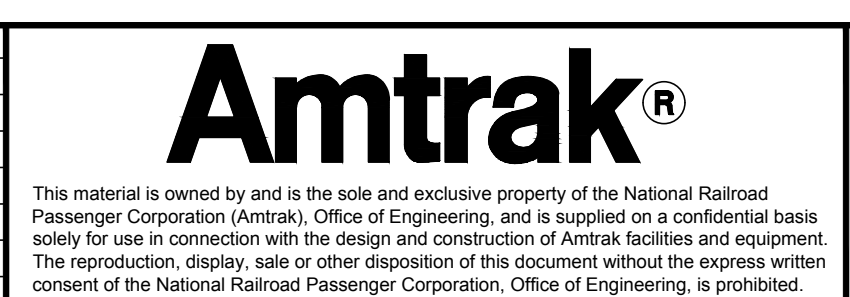 Amtrak®
This material is owned by and is the sole and exclusive property of the National Railroad
Passenger Corporation (Amtrak), Office of Engineering, and is supplied on a confidential basis
solely for use in connection with the design and construction of Amtrak facilities and equipment.
The reproduction, display, sale or other disposition of this document without the express written
consent of the National Railroad Passenger Corporation, Office of Engineering, is prohibited.